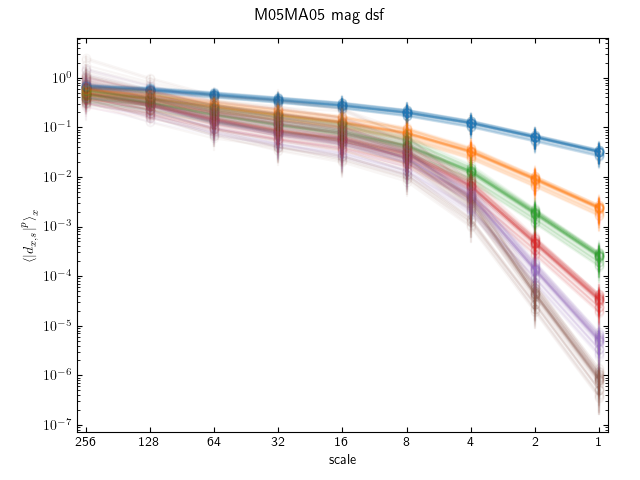 M05MA05 mag dsf
10^0
10^{-1}
10^{-2}
10^{-3}
10^{-4}
10^{-5}
10^{-6}
10^{-7}
⟨|d_{x,s}|^p⟩_x
256 128 64 32 16 8 4 2 1
scale